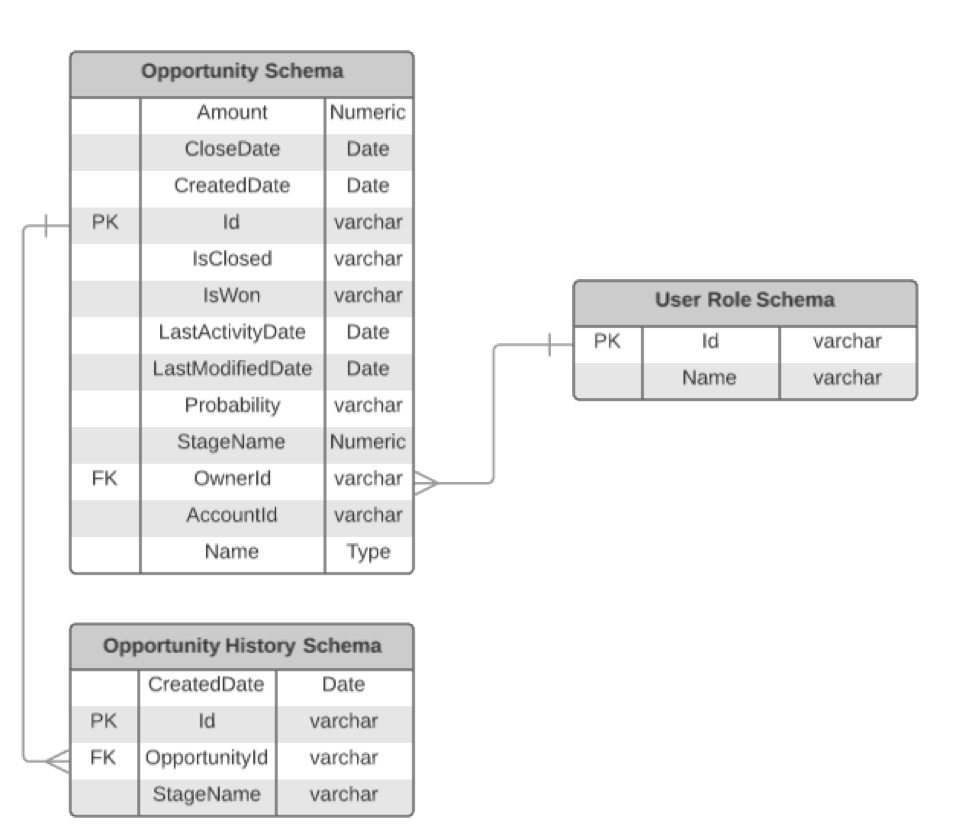 Opportunity Schema
Amount Numeric
CloseDate Date
CreatedDate Date
PK Id varchar
IsClosed varchar
IsWon varchar
LastActivityDate Date
LastModifiedDate Date
Probability varchar
StageName Numeric
FK OwnerId varchar
AccountId varchar
Name Type
User Role Schema
PK Id varchar
Name varchar
Opportunity History Schema
CreatedDate Date
PK Id varchar
FK OpportunityId varchar
StageName varchar